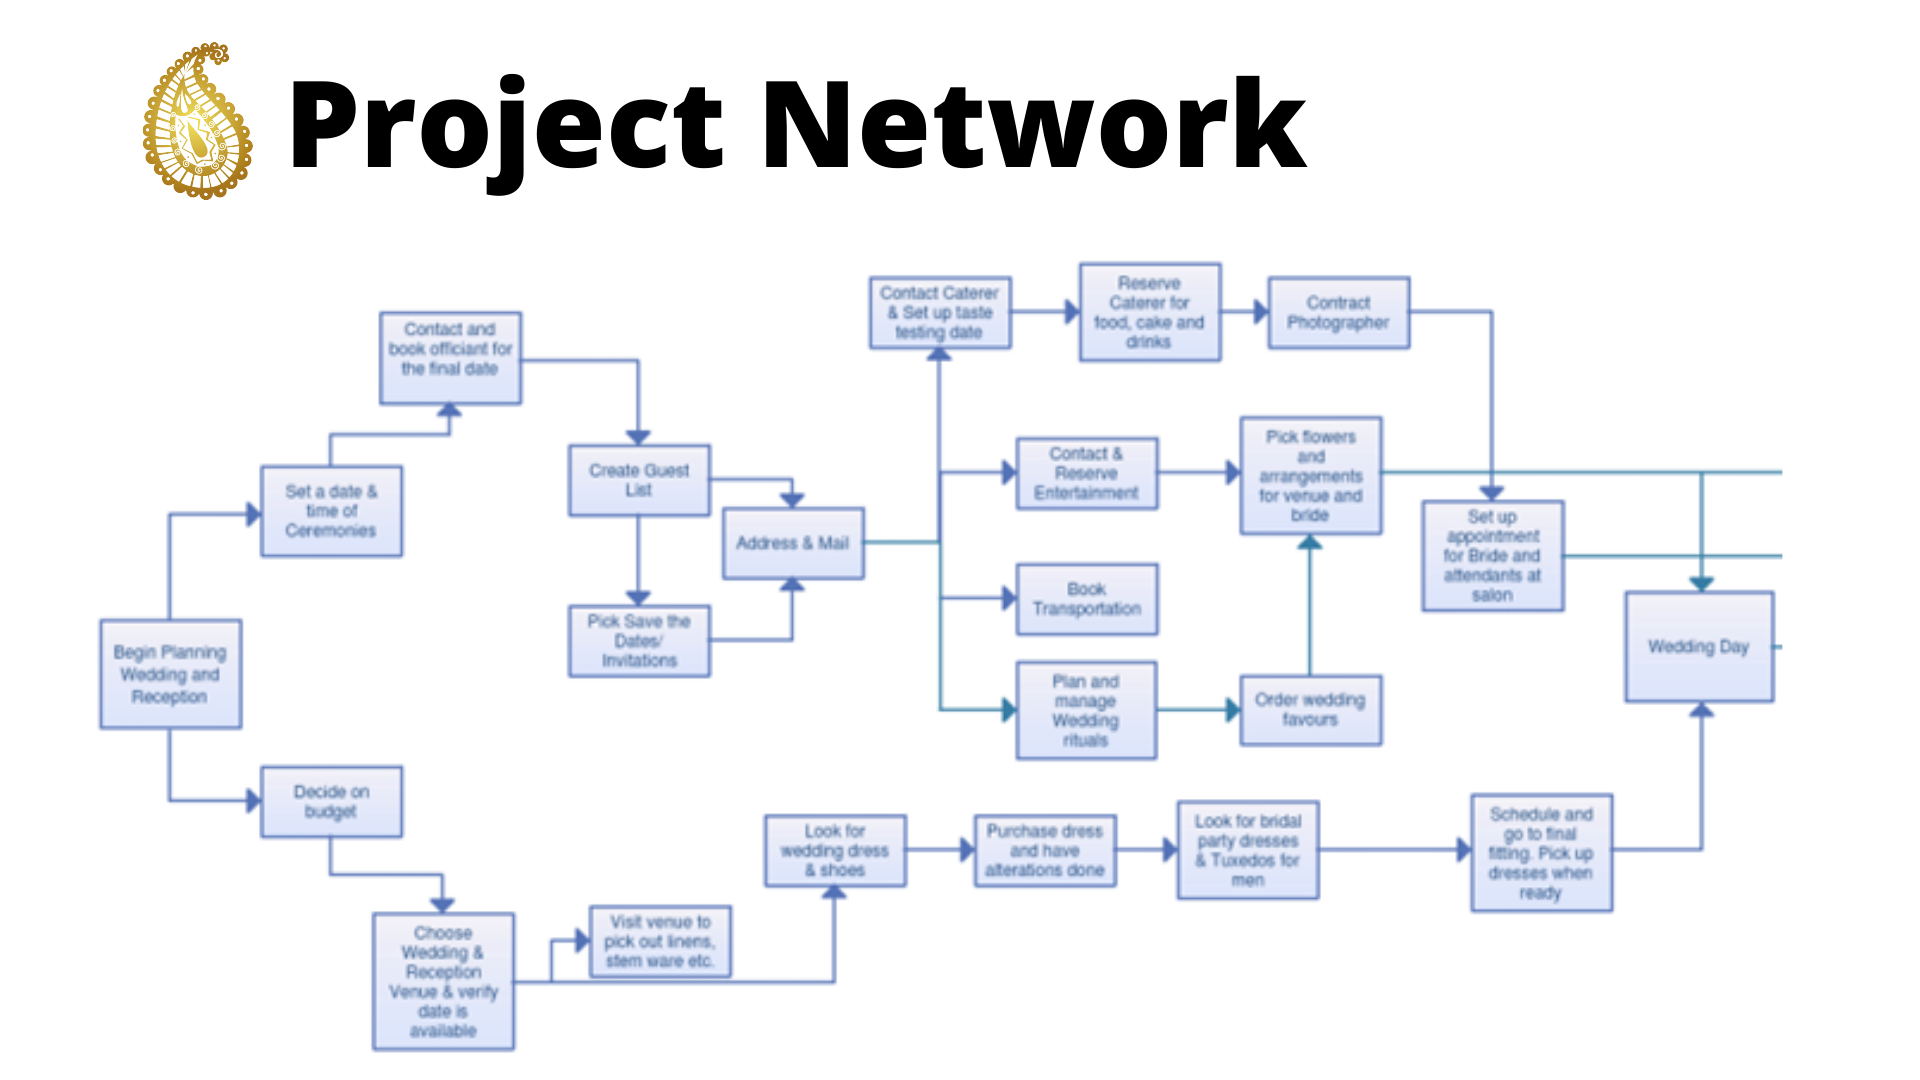 Project Network
Contact Caterer
& Set up taste
testing date
Reserve
Caterer for
food, cake and
drinks
Contract
Photographer
Contact and
book officiant for
the final date
Create Guest
List
Set a date &
time of
Ceremonies
Address & Mail
Contact &
Reserve
Entertainment
Pick flowers
and
arrangements
for venue and
bride
Set up
appointment
for Bride and
attendants at
salon
Book
Transportation
Pick Save the
Dates/
Invitations
Begin Planning
Wedding and
Reception
Wedding Day
Plan and
manage
Wedding
rituals
Order wedding
favours
Decide on
budget
Look for
wedding dress
& shoes
Purchase dress
and have
alterations done
Look for bridal
party dresses
& Tuxedos for
men
Schedule and
go to final
fitting. Pick up
dresses when
ready
Choose
Wedding &
Reception
Venue & verify
date is
available
Visit venue to
pick out linens,
stem ware etc.